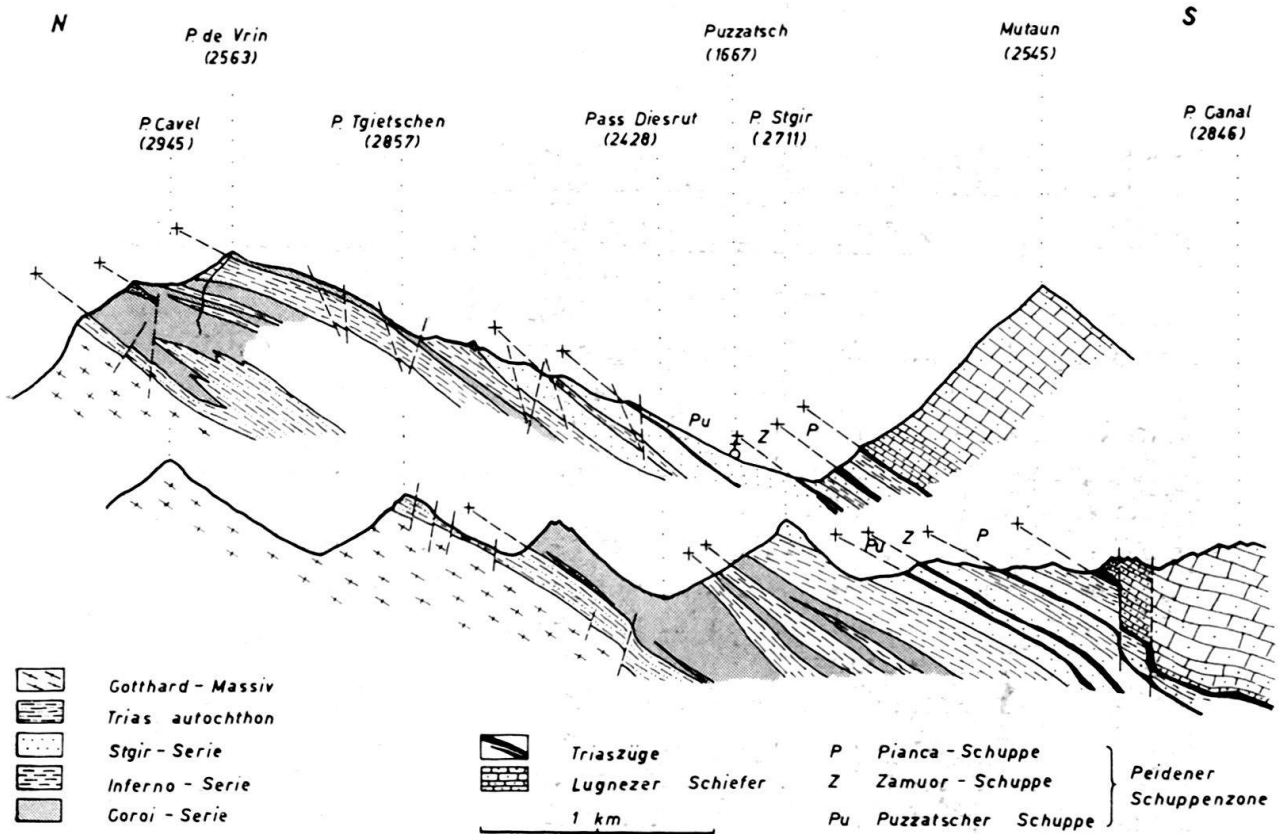 N
S
P. de Vrin
(2563)
Puzzatsch
(1667)
Mutaun
(2545)
P. Cavel
(2945)
P. Tgietschen
(2857)
Pass Diesrut
(2428)
P. Stgir
(2711)
P. Canal
(2846)
Pu
Z
P
Pu
Z
P
Gotthard - Massiv
Trias autochthon
Stgir - Serie
Inferno - Serie
Coroi - Serie
Triaszüge
Lugnezer Schiefer
1 km
P Pianca - Schuppe
Z Zamuor - Schuppe
Pu Puzzatscher Schuppe
Peidener
Schuppenzone